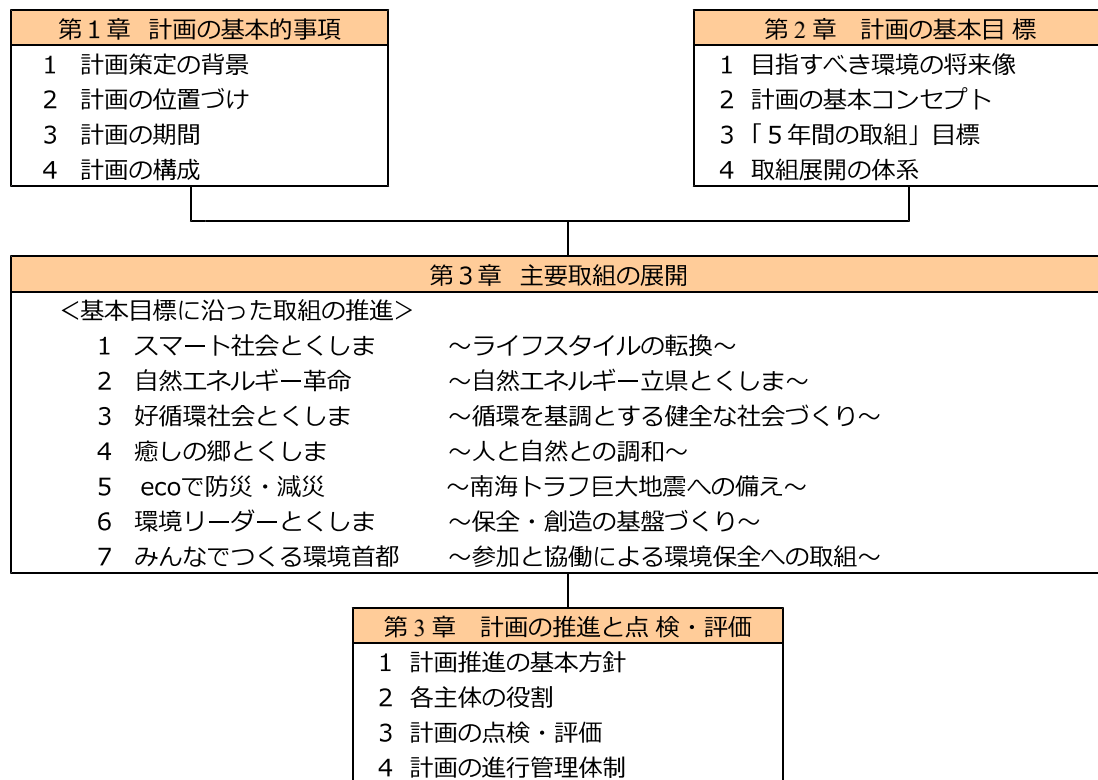 第１章 計画の基本的事項
1 計画策定の背景
2 計画の位置づけ
3 計画の期間
4 計画の構成
第２章 計画の基本目 標
1 目指すべき環境の将来像
2 計画の基本コンセプト
3 「５年間の取組」目標
4 取組展開の体系
第３章 主要取組の展開
＜基本目標に沿った取組の推進＞
1 スマート社会とくしま ～ライフスタイルの転換～
2 自然エネルギー革命 ～自然エネルギー立県とくしま～
3 好循環社会とくしま ～循環を基調とする健全な社会づくり～
4 癒しの郷とくしま ～人と自然との調和～
5 ecoで防災・減災 ～南海トラフ巨大地震への備え～
6 環境リーダーとくしま ～保全・創造の基盤づくり～
7 みんなでつくる環境首都 ～参加と協働による環境保全への取組～
第３章 計画の推進と点 検・評価
1 計画推進の基本方針
2 各主体の役割
3 計画の点検・評価
4 計画の進行管理体制